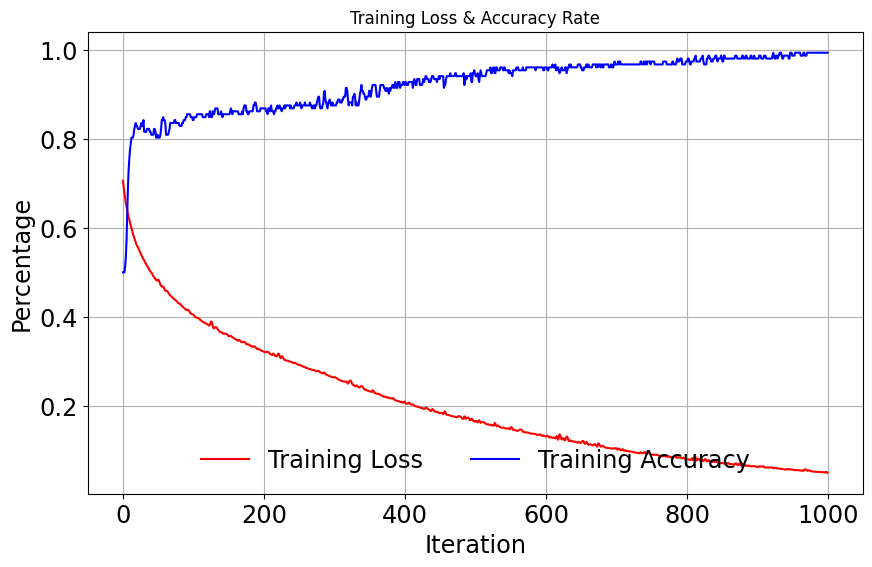 Training Loss & Accuracy Rate
Percentage
1.0
0.8
0.6
0.4
0.2
Training Loss
Training Accuracy
0 200 400 600 800 1000
Iteration